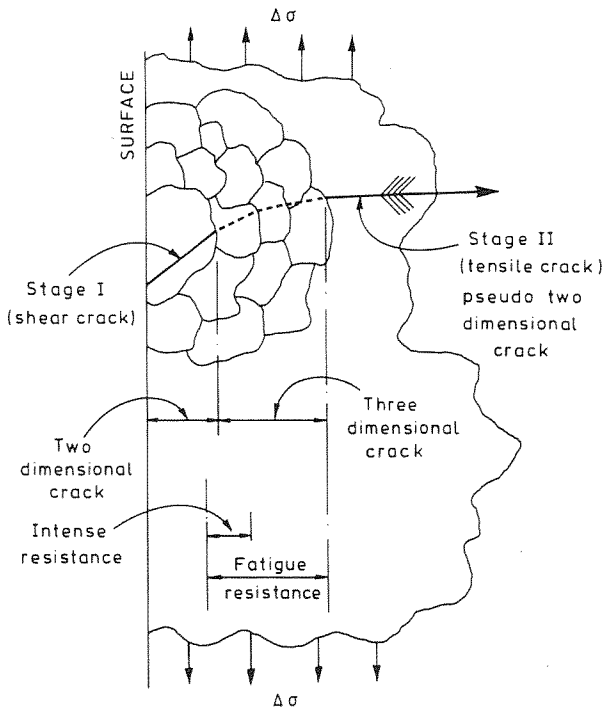 Δσ
SURFACE
Stage I
(shear crack)
Stage II
(tensile crack)
pseudo two
dimensional
crack
Two
dimensional
crack
Three
dimensional
crack
Intense
resistance
Fatigue
resistance
Δσ